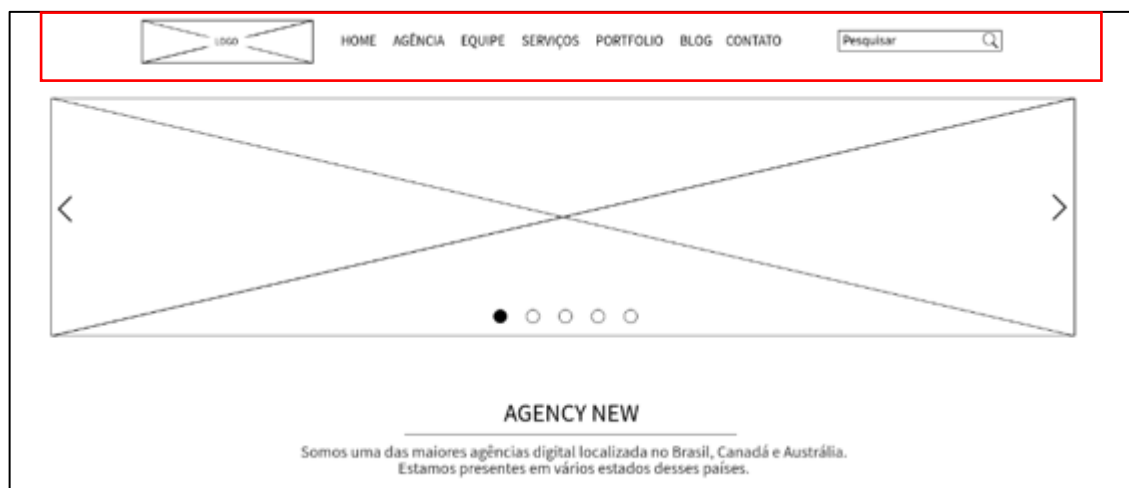 LOGO HOME AGÊNCIA EQUIPE SERVIÇOS PORTFOLIO BLOG CONTATO Pesquisar
AGENCY NEW
Somos uma das maiores agências digital localizada no Brasil, Canadá e Austrália.
Estamos presentes em vários estados desses países.